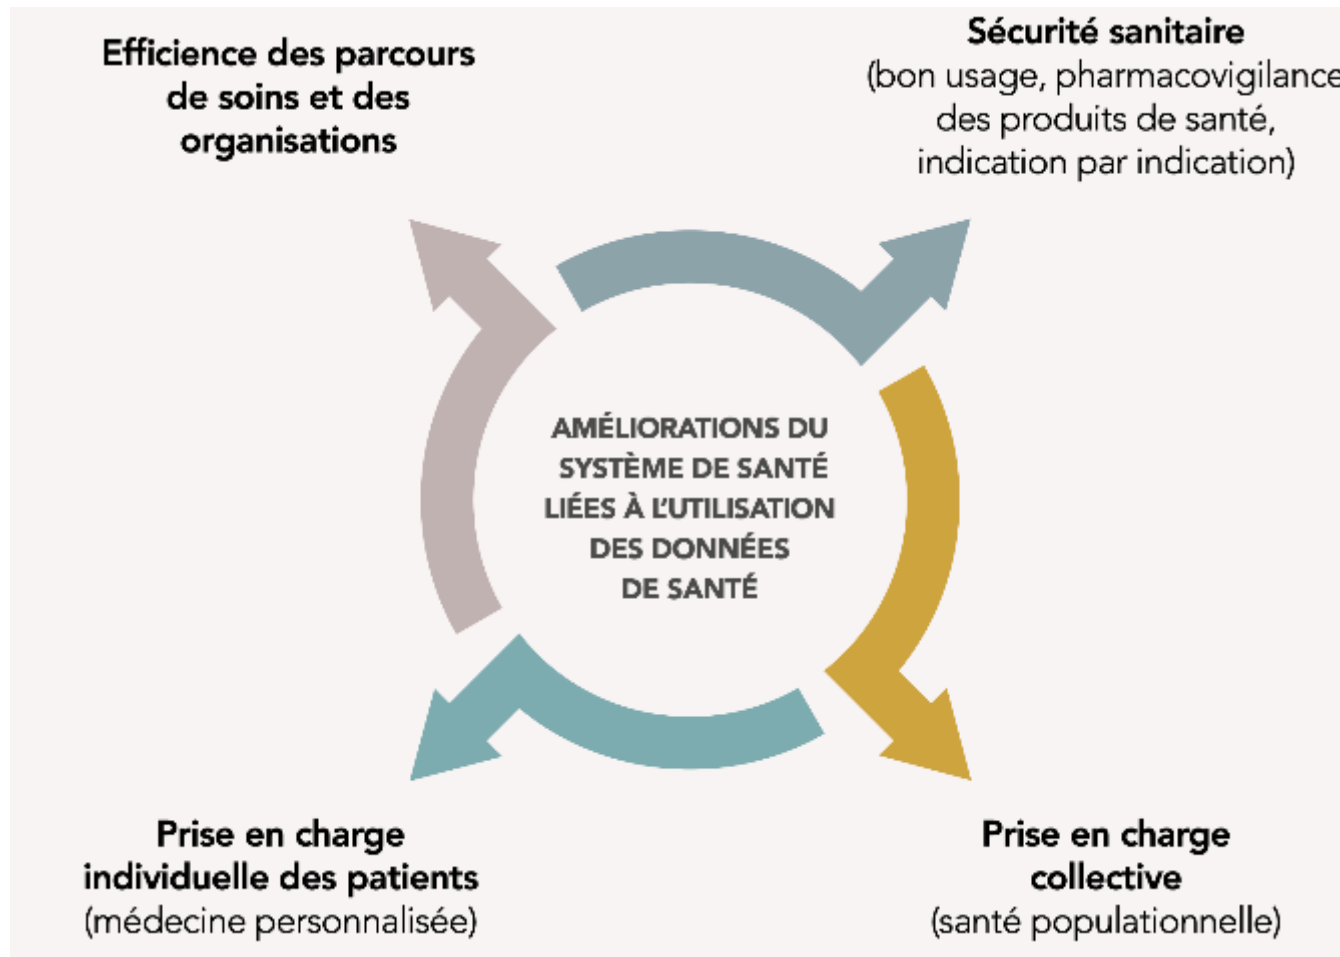 Efficience des parcours
de soins et des
organisations
Sécurité sanitaire
(bon usage, pharmacovigilance
des produits de santé,
indication par indication)
AMÉLIORATIONS DU
SYSTÈME DE SANTÉ
LIÉES À L'UTILISATION
DES DONNÉES
DE SANTÉ
Prise en charge
individuelle des patients
(médecine personnalisée)
Prise en charge
collective
(santé populationnelle)